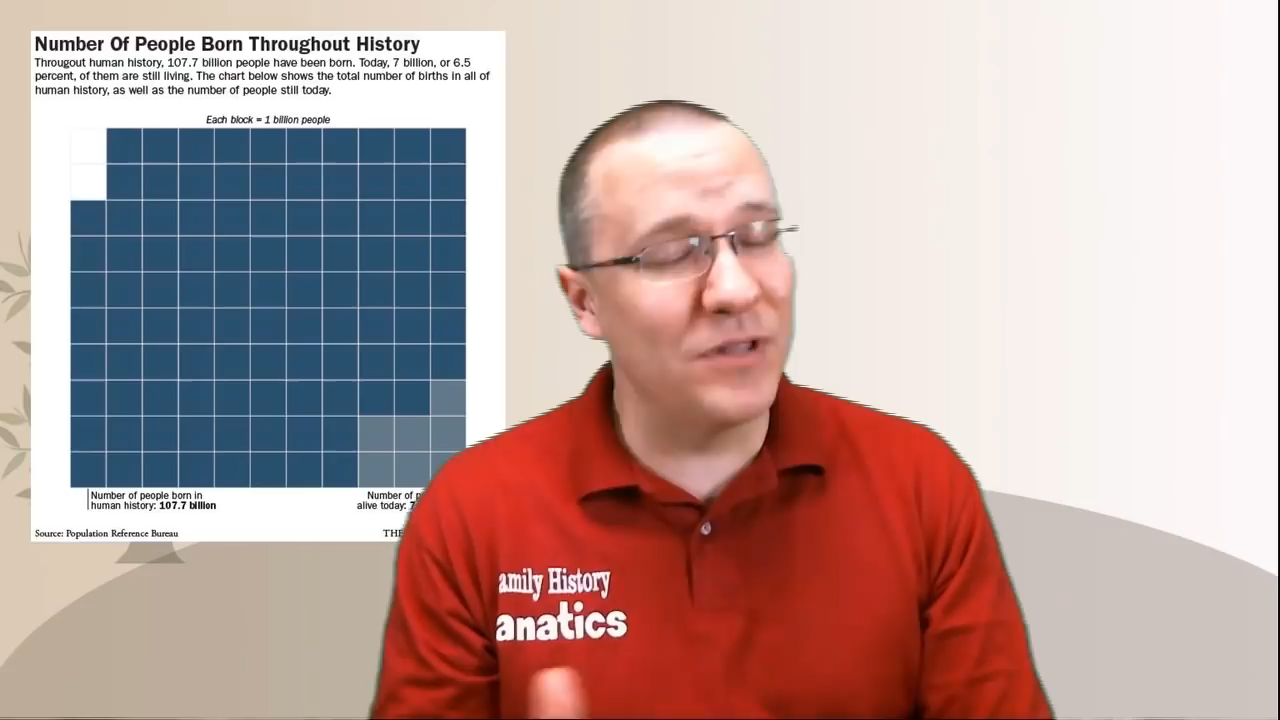 Number Of People Born Throughout History
Througout human history, 107.7 billion people have been born. Today, 7 billion, or 6.5
percent, of them are still living. The chart below shows the total number of births in all of
human history, as well as the number of people still today.
Each block = 1 billion people
Number of people born in
human history: 107.7 billion
Number of
alive today: 7
Source: Population Reference Bureau
THE
amily History
anatics